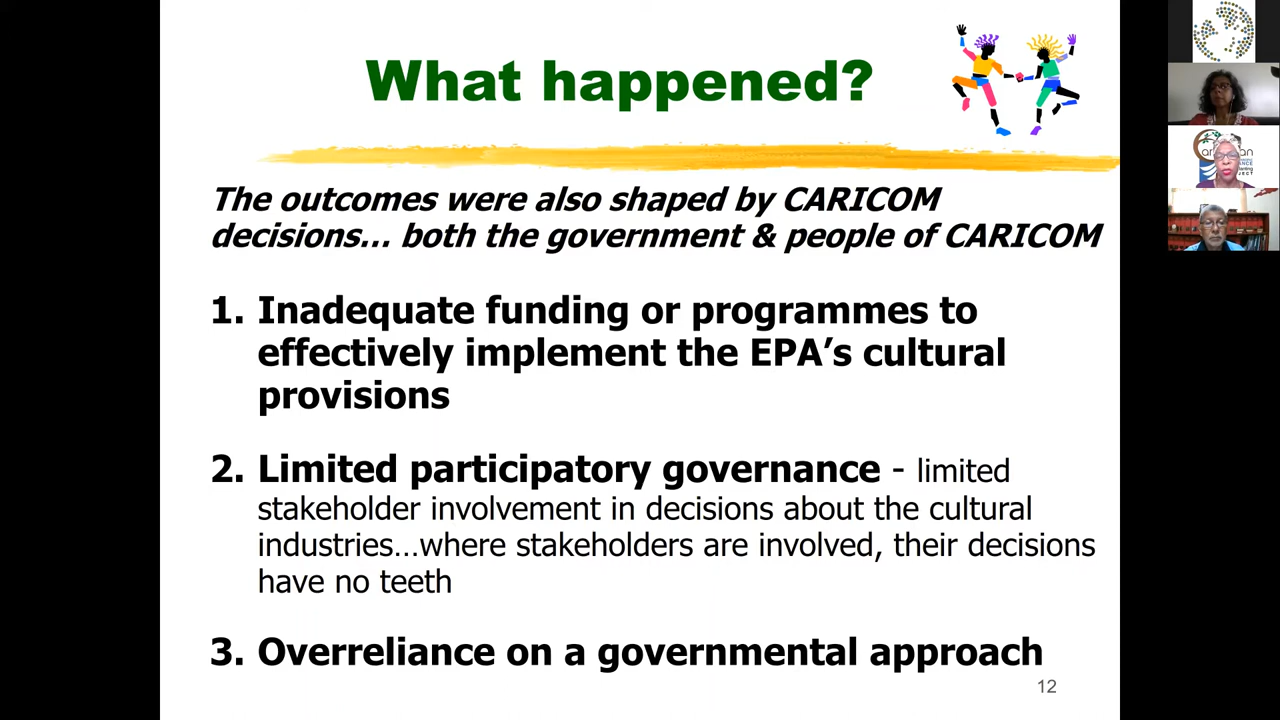 What happened?
The outcomes were also shaped by CARICOM
decisions... both the government & people of CARICOM
1. Inadequate funding or programmes to
effectively implement the EPA's cultural
provisions
2. Limited participatory governance - limited
stakeholder involvement in decisions about the cultural
industries...where stakeholders are involved, their decisions
have no teeth
3. Overreliance on a governmental approach
12